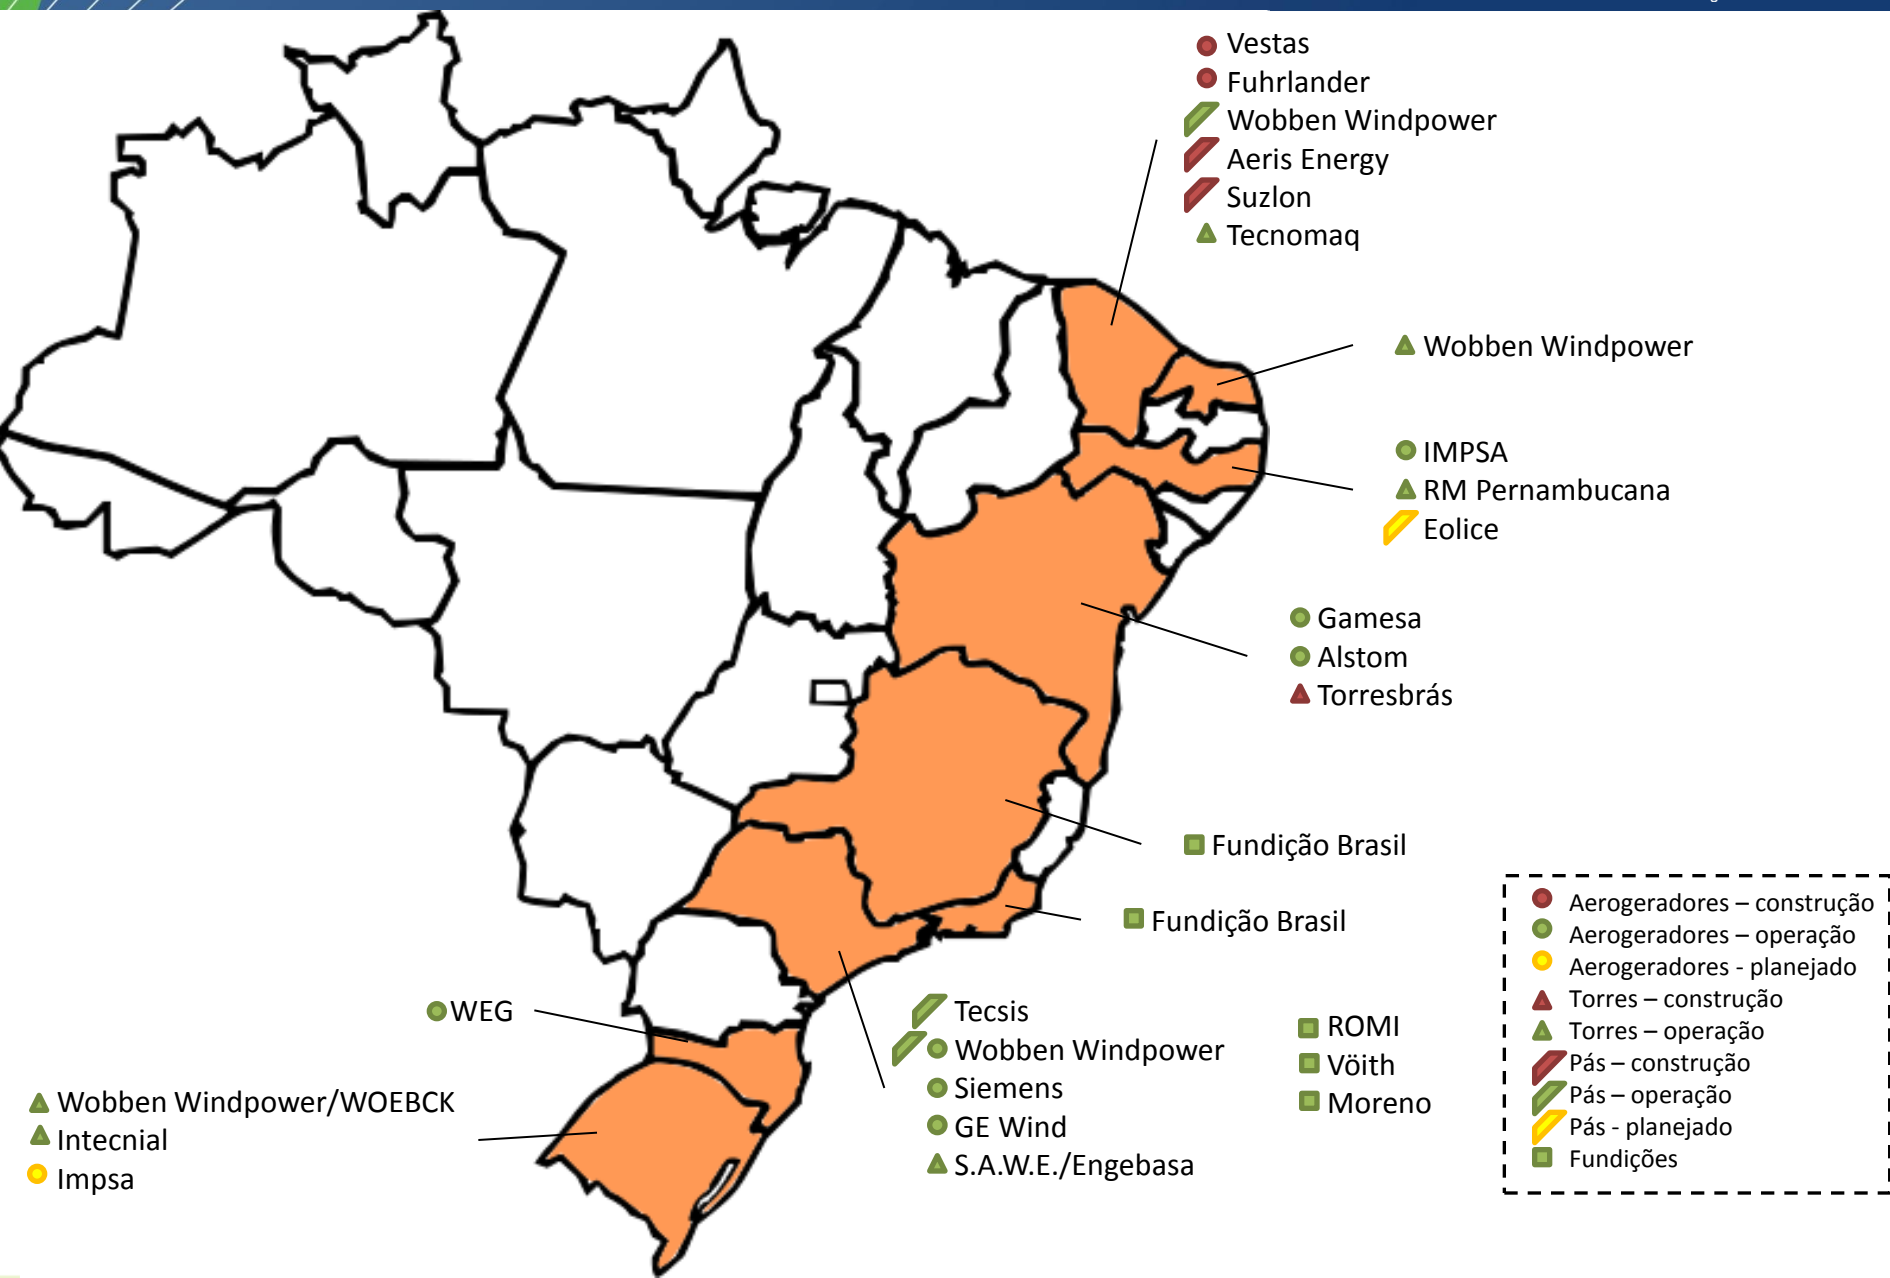 Vestas
Fuhrlander
Wobben Windpower
Aeris Energy
Suzlon
Tecnomaq
Wobben Windpower
IMPSA
RM Pernambucana
Eolice
Gamesa
Alstom
Torresbrás
Fundição Brasil
Fundição Brasil
WEG
Wobben Windpower/WOEBCK
Intecnial
Impsa
Tecsis
Wobben Windpower
Siemens
GE Wind
S.A.W.E./Engebasa
ROMI
Vöith
Moreno
Aerogeradores – construção
Aerogeradores – operação
Aerogeradores - planejado
Torres – construção
Torres – operação
Pás – construção
Pás – operação
Pás - planejado
Fundições